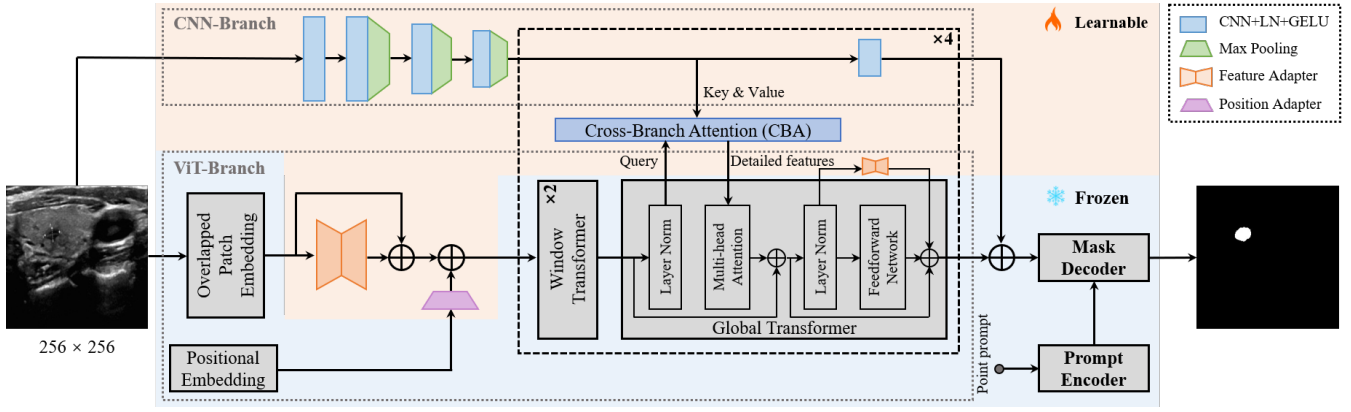 CNN-Branch
Learnable
×4
CNN+LN+GELU
Max Pooling
Feature Adapter
Position Adapter
Key & Value
Cross-Branch Attention (CBA)
Query
Detailed features
ViT-Branch
Frozen
Overlapped
Patch
Embedding
×2
Window
Transformer
Layer Norm
Multi-head
Attention
Layer Norm
Feedforward
Network
Global Transformer
Mask
Decoder
256 × 256
Positional
Embedding
Point prompt
Prompt
Encoder